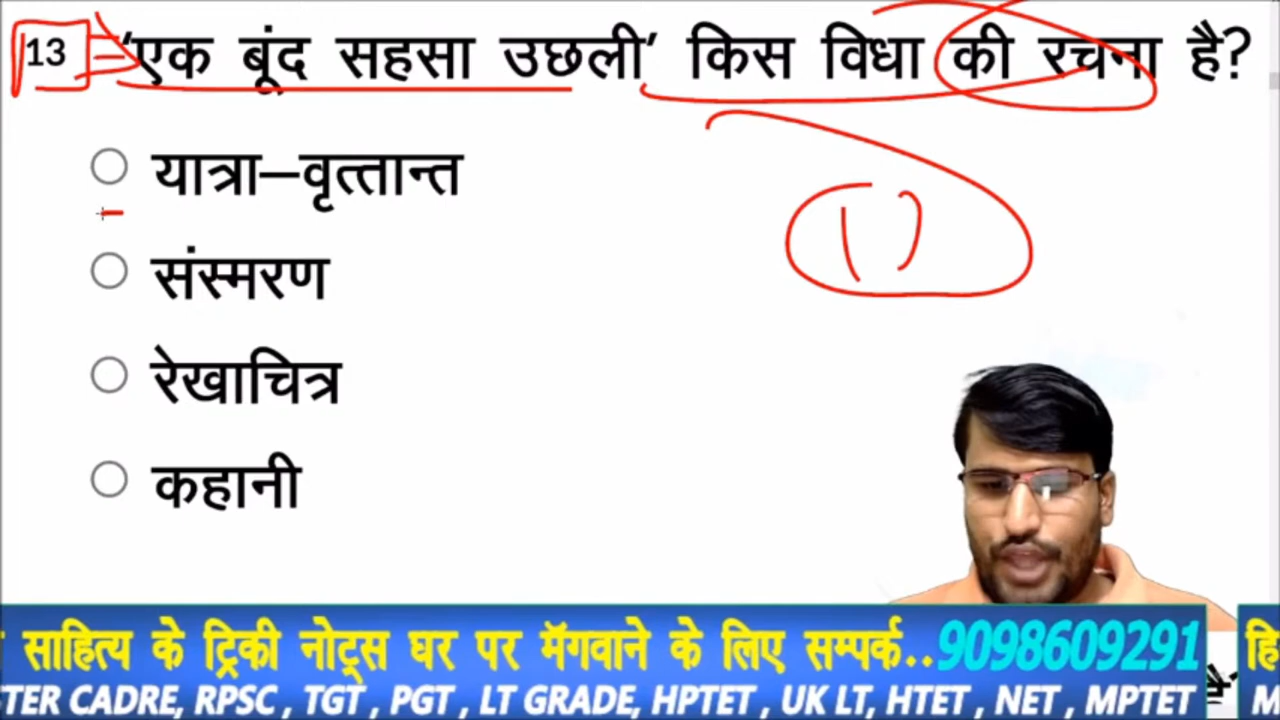 13 'एक बूंद सहसा उछली' किस विधा की रचना है?
यात्रा–वृत्तान्त
संस्मरण
रेखाचित्र
कहानी
साहित्य के ट्रिकी नोट्स घर पर मॅगवाने के लिए सम्पर्क..9098609291 हि
STER CADRE, RPSC , TGT , PGT , LT GRADE, HPTET , UK LT, HTET , NET , MPTET M